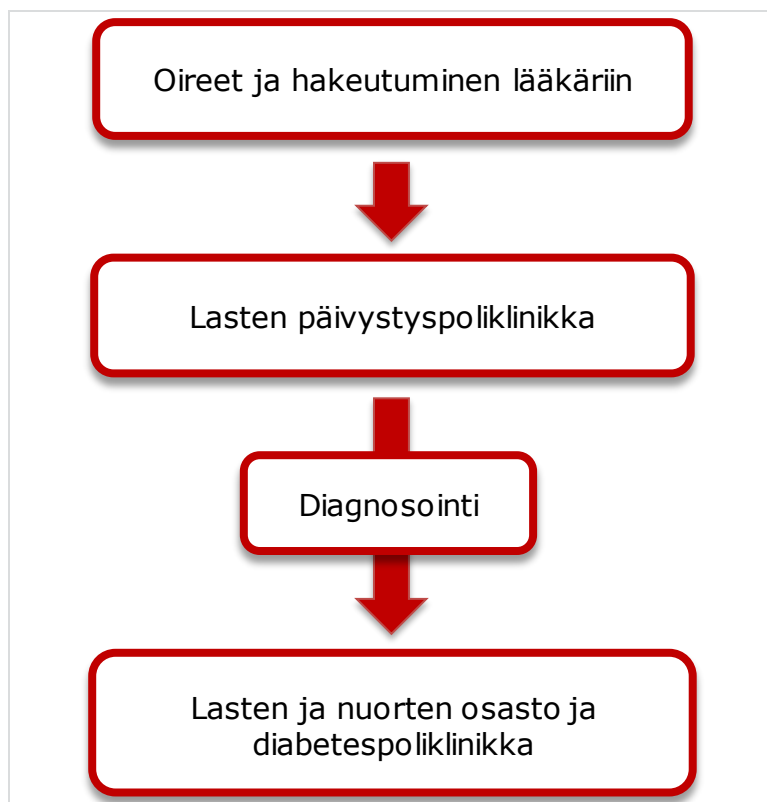 Oireet ja hakeutuminen lääkäriin
Lasten päivystyspoliklinikka
Diagnosointi
Lasten ja nuorten osasto ja
diabetespoliklinikka